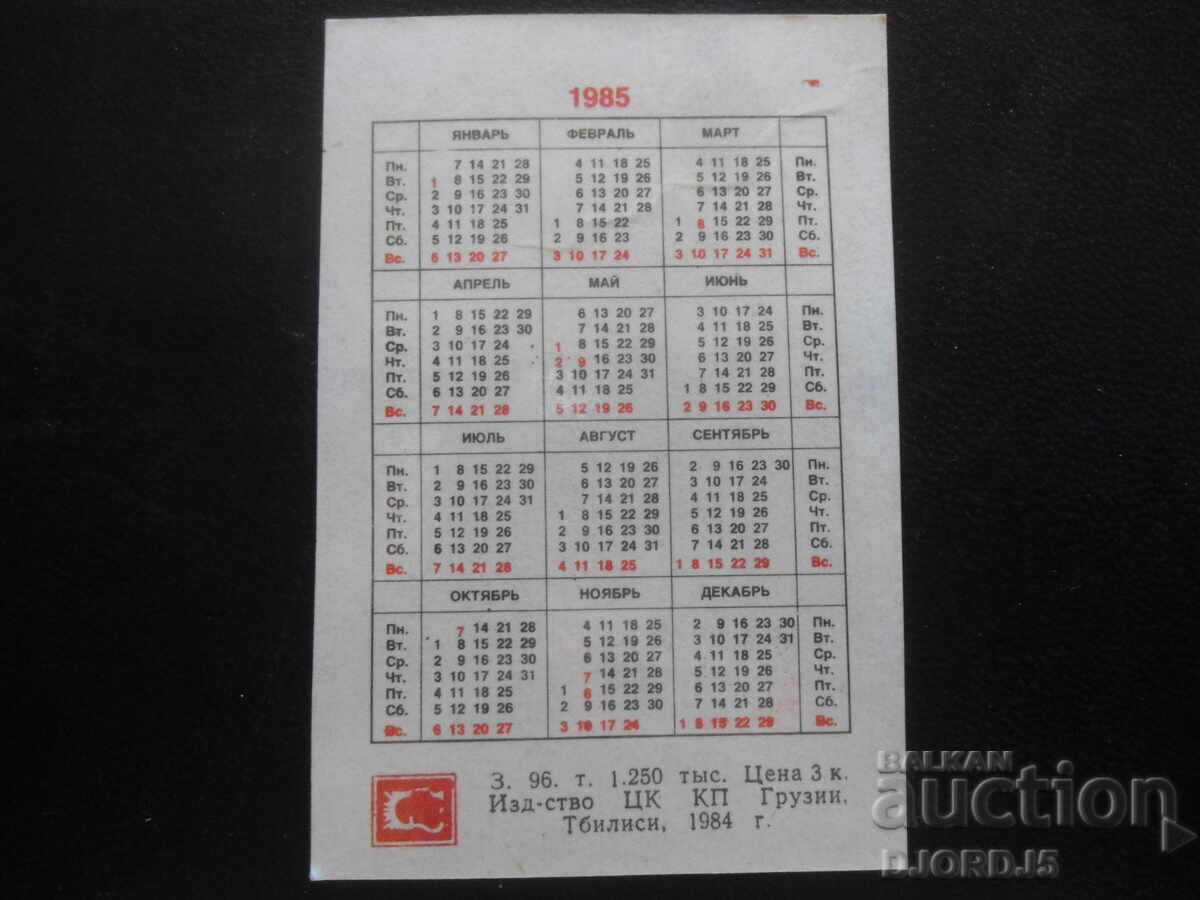 1985
ЯНВАРЬ ФЕВРАЛЬ МАРТ
Пн. 7 14 21 28 4 11 18 25 4 11 18 25 Пн.
Вт. 1 8 15 22 29 5 12 19 26 5 12 19 26 Вт.
Ср. 2 9 16 23 30 6 13 20 27 6 13 20 27 Ср.
Чт. 3 10 17 24 31 7 14 21 28 7 14 21 28 Чт.
Пт. 4 11 18 25 1 8 15 22 1 8 15 22 29 Пт.
Сб. 5 12 19 26 2 9 16 23 2 9 16 23 30 Сб.
Вс. 6 13 20 27 3 10 17 24 3 10 17 24 31 Вс.
АПРЕЛЬ МАЙ ИЮНЬ
Пн. 1 8 15 22 29 6 13 20 27 3 10 17 24 Пн.
Вт. 2 9 16 23 30 7 14 21 28 4 11 18 25 Вт.
Ср. 3 10 17 24 1 8 15 22 29 5 12 19 26 Ср.
Чт. 4 11 18 25 2 9 16 23 30 6 13 20 27 Чт.
Пт. 5 12 19 26 3 10 17 24 31 7 14 21 28 Пт.
Сб. 6 13 20 27 4 11 18 25 1 8 15 22 29 Сб.
Вс. 7 14 21 28 5 12 19 26 2 9 16 23 30 Вс.
ИЮЛЬ АВГУСТ СЕНТЯБРЬ
Пн. 1 8 15 22 29 5 12 19 26 2 9 16 23 30 Пн.
Вт. 2 9 16 23 30 6 13 20 27 3 10 17 24 Вт.
Ср. 3 10 17 24 31 7 14 21 28 4 11 18 25 Ср.
Чт. 4 11 18 25 1 8 15 22 29 5 12 19 26 Чт.
Пт. 5 12 19 26 2 9 16 23 30 6 13 20 27 Пт.
Сб. 6 13 20 27 3 10 17 24 31 7 14 21 28 Сб.
Вс. 7 14 21 28 4 11 18 25 1 8 15 22 29 Вс.
ОКТЯБРЬ НОЯБРЬ ДЕКАБРЬ
Пн. 7 14 21 28 4 11 18 25 2 9 16 23 30 Пн.
Вт. 1 8 15 22 29 5 12 19 26 3 10 17 24 31 Вт.
Ср. 2 9 16 23 30 6 13 20 27 4 11 18 25 Ср.
Чт. 3 10 17 24 31 7 14 21 28 5 12 19 26 Чт.
Пт. 4 11 18 25 1 8 15 22 29 6 13 20 27 Пт.
Сб. 5 12 19 26 2 9 16 23 30 7 14 21 28 Сб.
Вс. 6 13 20 27 3 10 17 24 1 8 15 22 29 Вс.
З. 96. т. 1.250 тыс. Цена 3 к.
Изд-ство ЦК КП Грузии,
Тбилиси, 1984 г.
BALKAN
auction
DJORDJ5